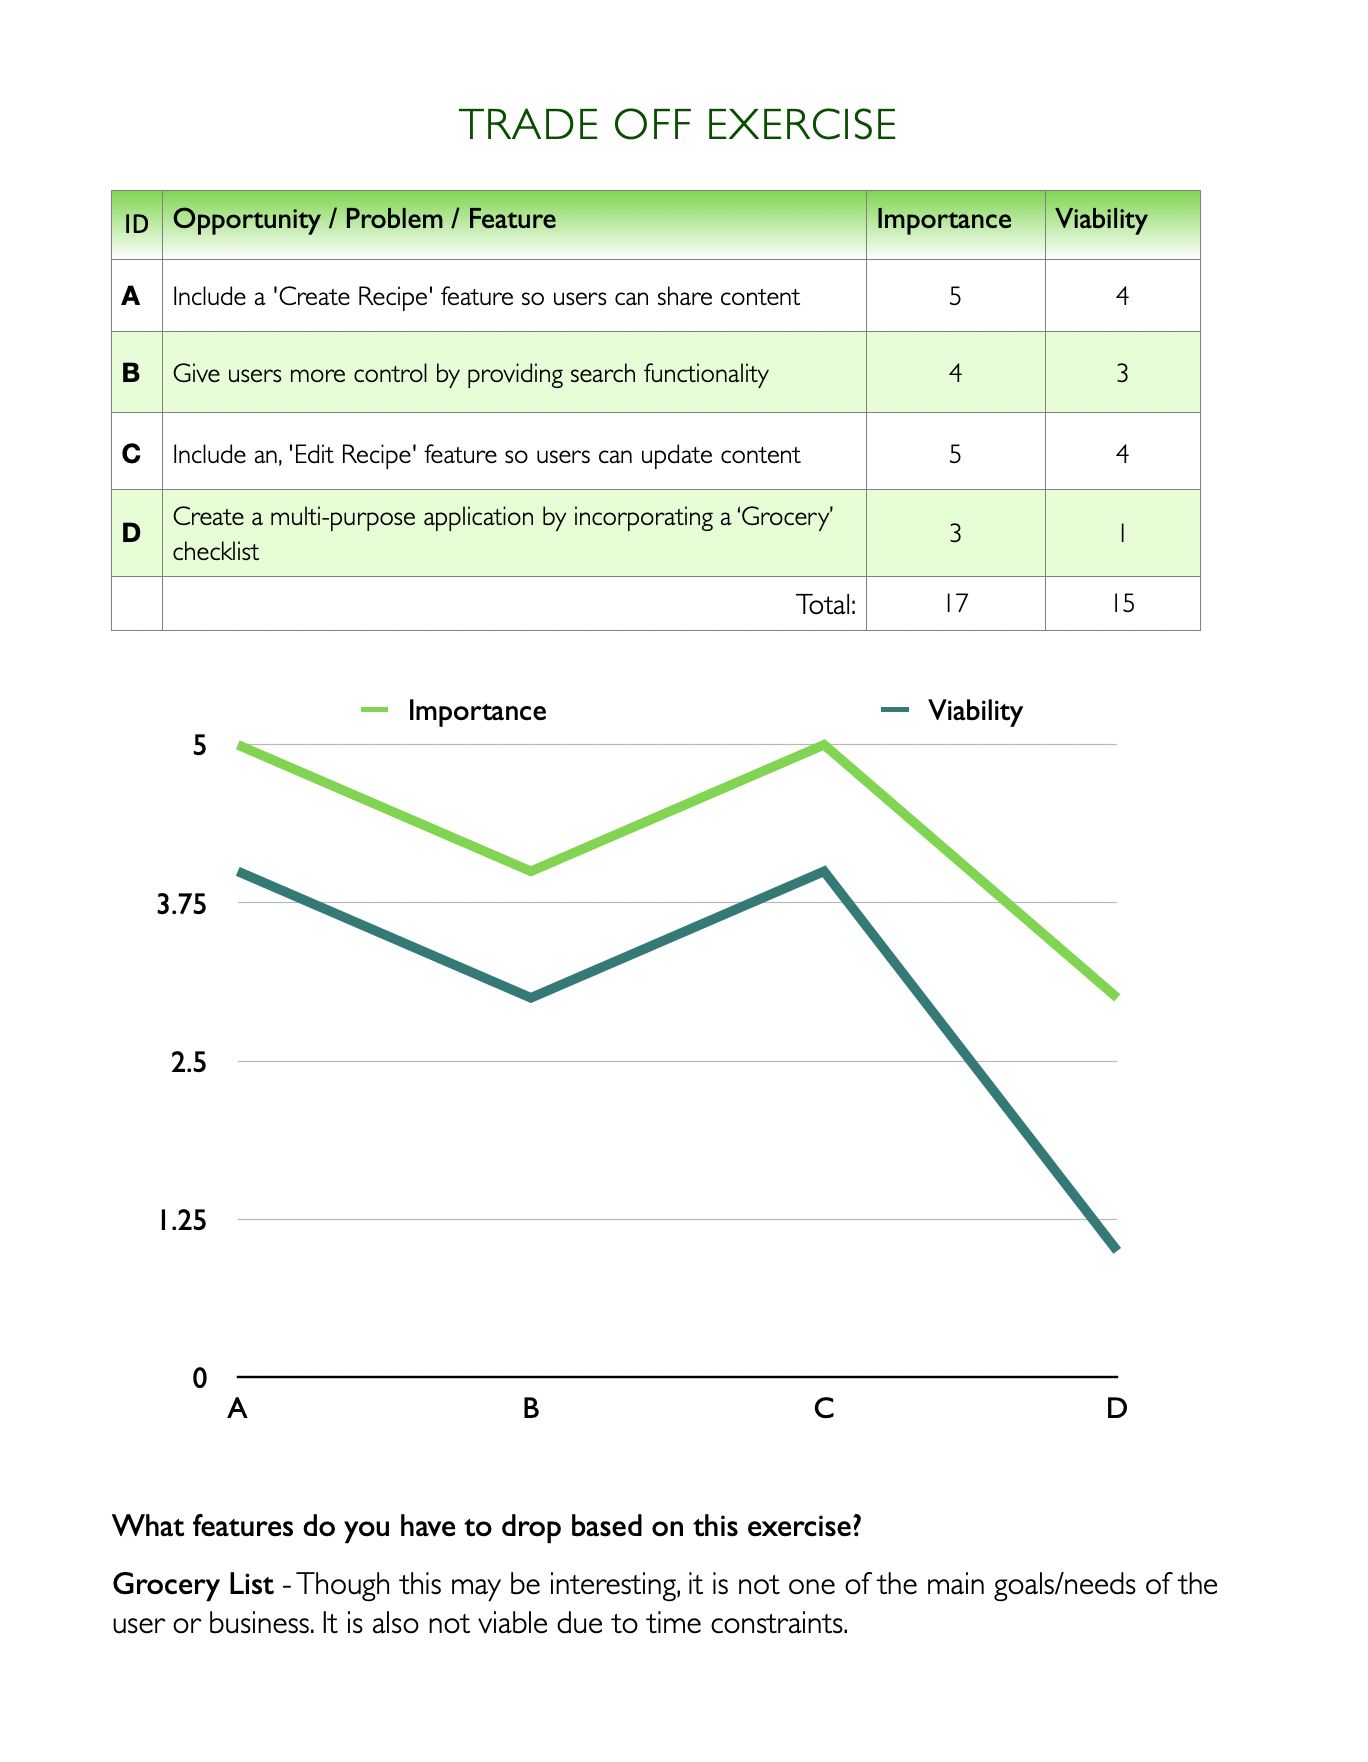 TRADE OFF EXERCISE
ID Opportunity / Problem / Feature Importance Viability
A Include a 'Create Recipe' feature so users can share content 5 4
B Give users more control by providing search functionality 4 3
C Include an, 'Edit Recipe' feature so users can update content 5 4
D Create a multi-purpose application by incorporating a ‘Grocery’
checklist 3 1
Total: 17 15
Importance Viability
5
3.75
2.5
1.25
0
A B C D
What features do you have to drop based on this exercise?
Grocery List - Though this may be interesting, it is not one of the main goals/needs of the
user or business. It is also not viable due to time constraints.